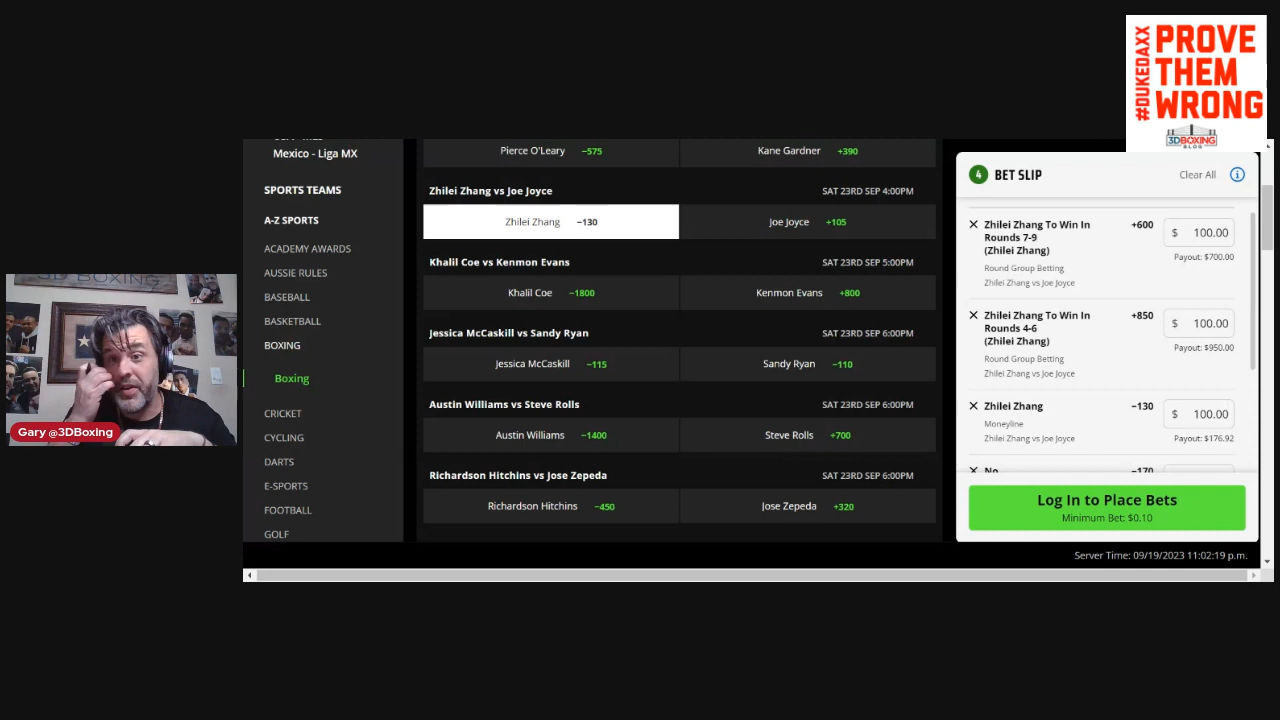 #DUKEDAXX
PROVE
THEM
WRONG
3DBOXING
BLOG
Mexico - Liga MX
SPORTS TEAMS
A-Z SPORTS
ACADEMY AWARDS
AUSSIE RULES
BASEBALL
BASKETBALL
BOXING
Boxing
CRICKET
CYCLING
DARTS
E-SPORTS
FOOTBALL
GOLF
Pierce O'Leary −575 Kane Gardner +390
Zhilei Zhang vs Joe Joyce SAT 23RD SEP 4:00PM
Zhilei Zhang −130 Joe Joyce +105
Khalil Coe vs Kenmon Evans SAT 23RD SEP 5:00PM
Khalil Coe −1800 Kenmon Evans +800
Jessica McCaskill vs Sandy Ryan SAT 23RD SEP 6:00PM
Jessica McCaskill −115 Sandy Ryan −110
Austin Williams vs Steve Rolls SAT 23RD SEP 6:00PM
Austin Williams −1400 Steve Rolls +700
Richardson Hitchins vs Jose Zepeda SAT 23RD SEP 6:00PM
Richardson Hitchins −450 Jose Zepeda +320
4 BET SLIP Clear All
Zhilei Zhang To Win In +600 $ 100.00
Rounds 7-9
(Zhilei Zhang) Payout: $700.00
Round Group Betting
Zhilei Zhang vs Joe Joyce
Zhilei Zhang To Win In +850 $ 100.00
Rounds 4-6
(Zhilei Zhang) Payout: $950.00
Round Group Betting
Zhilei Zhang vs Joe Joyce
Zhilei Zhang −130 $ 100.00
Moneyline
Zhilei Zhang vs Joe Joyce Payout: $176.92
No −170
Log In to Place Bets
Minimum Bet: $0.10
Server Time: 09/19/2023 11:02:19 p.m.
3D BOXING
Gary @3DBoxing